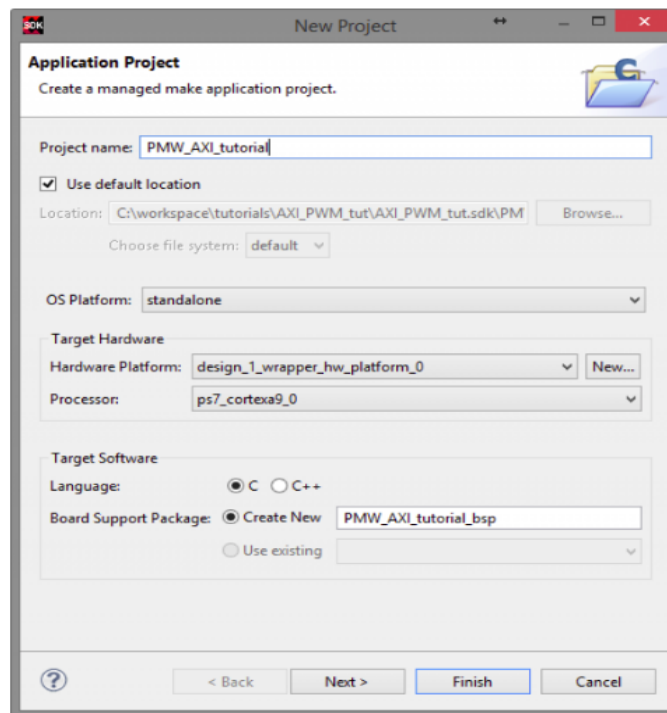 SDK New Project
Application Project
Create a managed make application project.
Project name: PMW_AXI_tutorial
Use default location
Location: C:\workspace\tutorials\AXI_PWM_tut\AXI_PWM_tut.sdk\PM Browse...
Choose file system: default
OS Platform: standalone
Target Hardware
Hardware Platform: design_1_wrapper_hw_platform_0 New...
Processor: ps7_cortexa9_0
Target Software
Language: C C++
Board Support Package: Create New PMW_AXI_tutorial_bsp
Use existing
? < Back Next > Finish Cancel